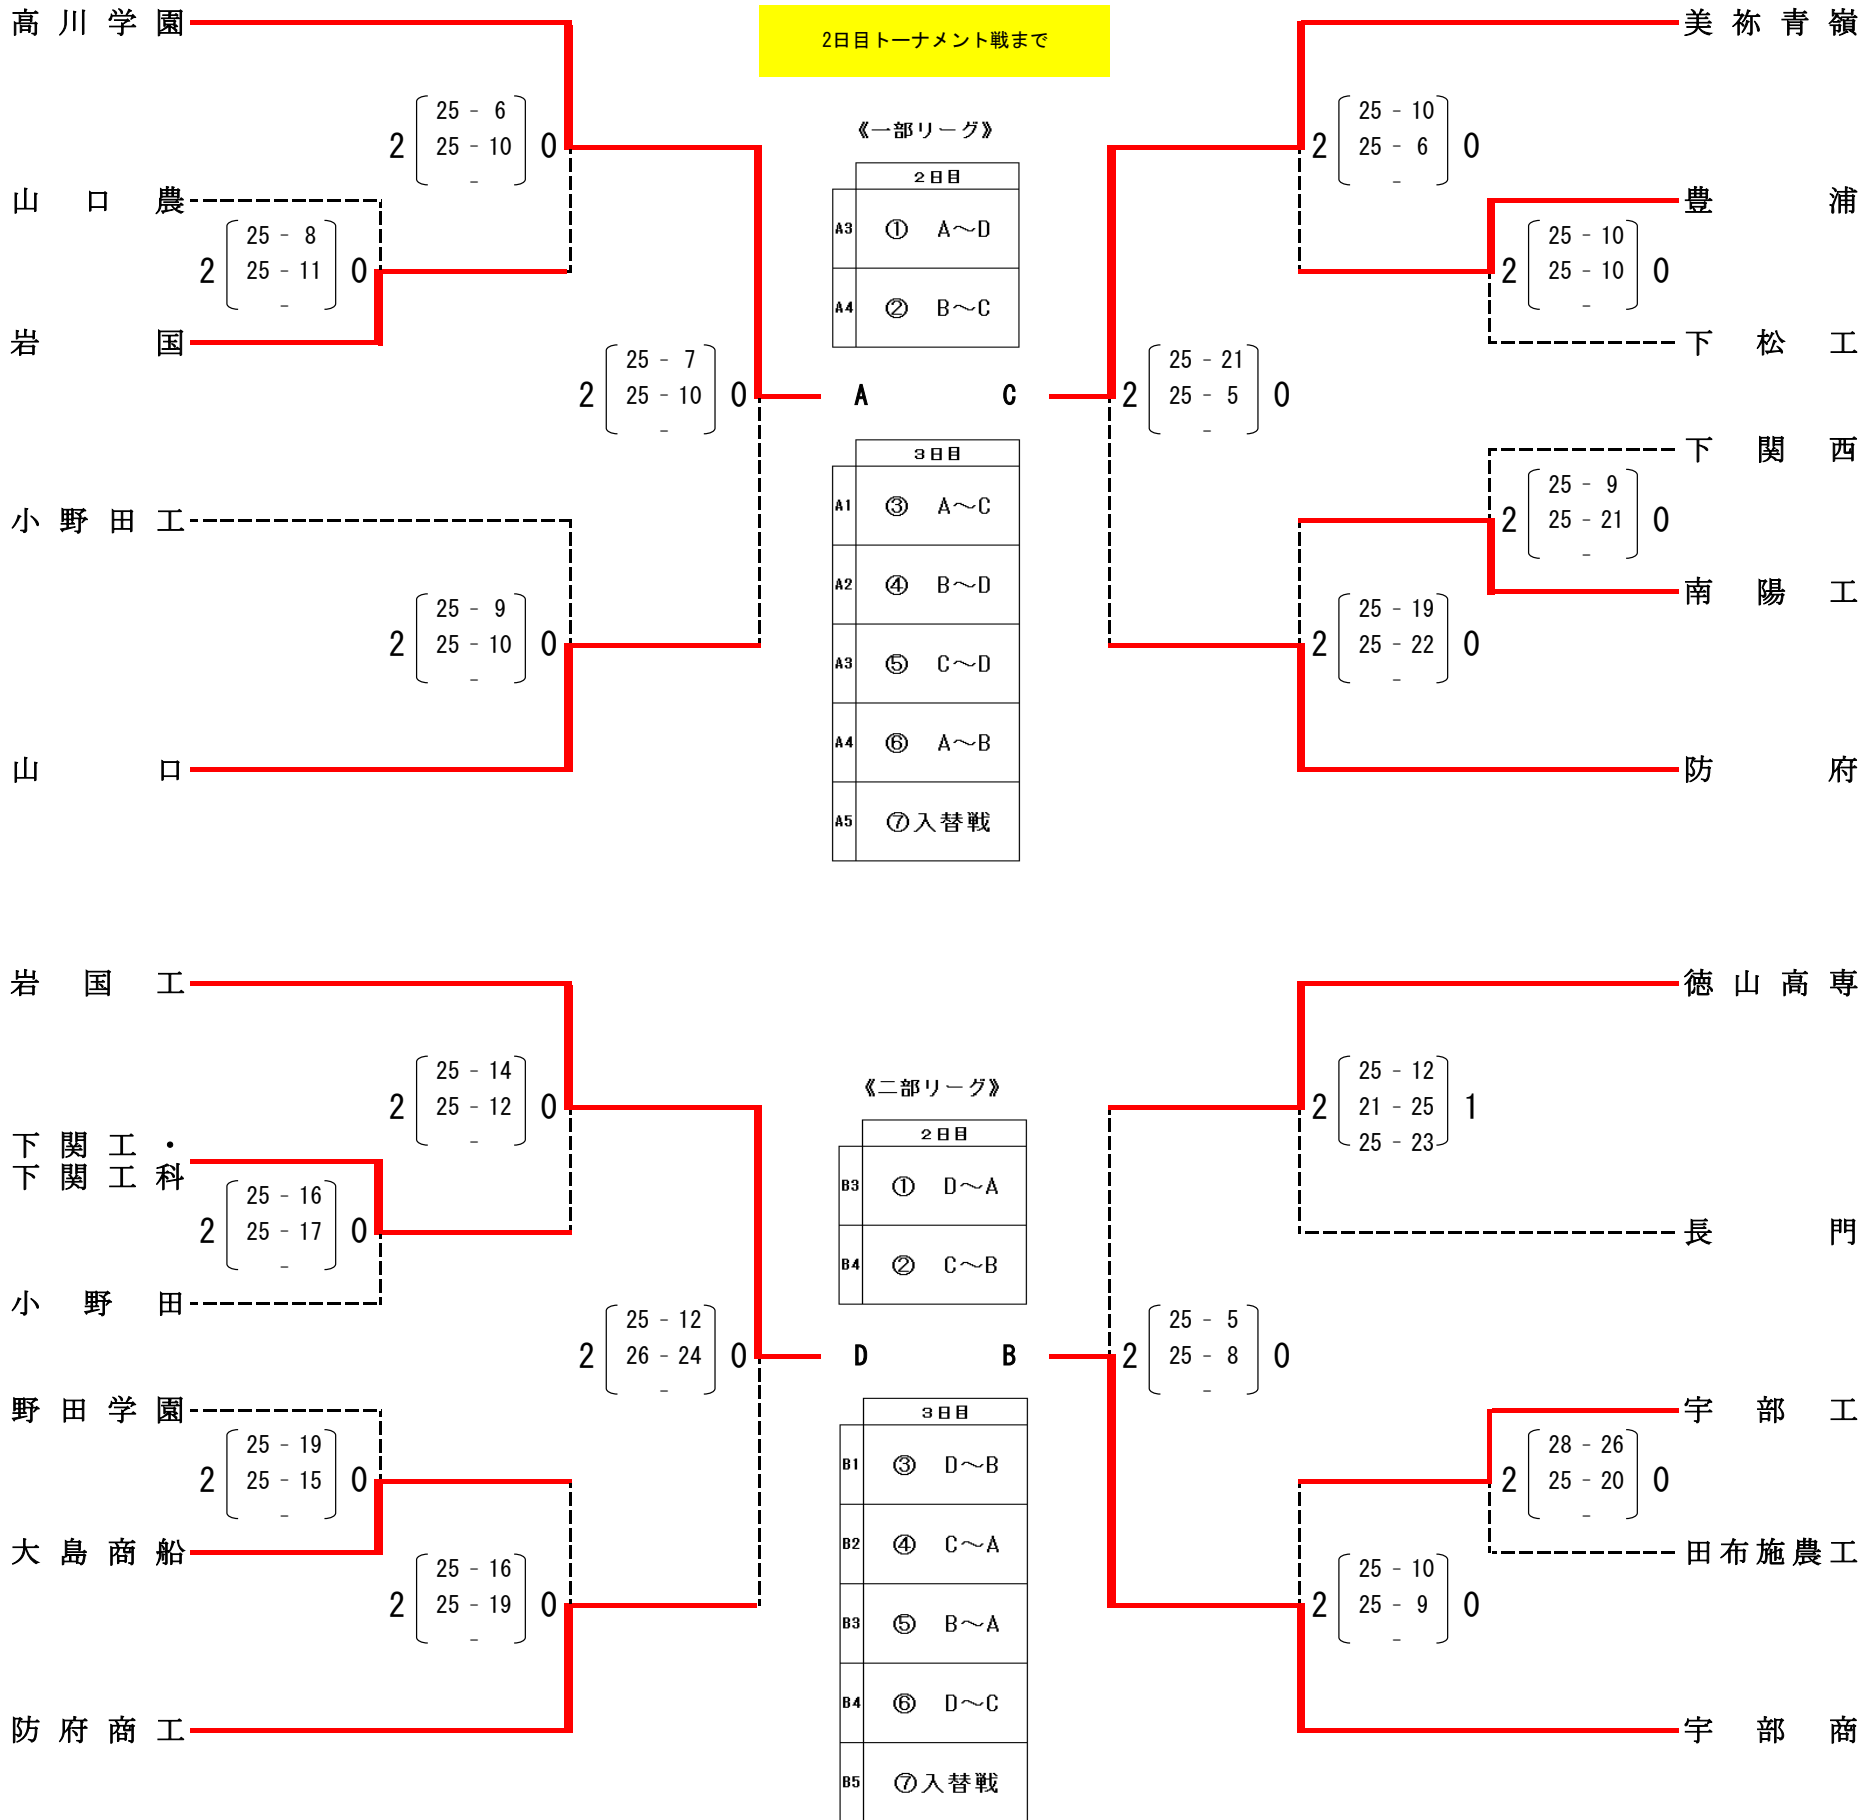 高川学園
2日目トーナメント戦まで
美祢青嶺
2 25 - 6 0
25 - 10
-
《一部リーグ》
2 25 - 10 0
25 - 6
-
2日目
A3 ① A～D
A4 ② B～C
山口農
2 25 - 8 0
25 - 11
-
岩国
豊浦
2 25 - 10 0
25 - 10
-
下松工
2 25 - 7 0
25 - 10
-
A C
2 25 - 21 0
25 - 5
-
3日目
A1 ③ A～C
A2 ④ B～D
A3 ⑤ C～D
A4 ⑥ A～B
A5 ⑦入替戦
小野田工
2 25 - 9 0
25 - 10
-
山口
下関西
2 25 - 9 0
25 - 21
-
南陽工
2 25 - 19 0
25 - 22
-
防府
岩国工
徳山高専
2 25 - 14 0
25 - 12
-
《二部リーグ》
2 25 - 12 1
21 - 25
25 - 23
2日目
B3 ① D～A
B4 ② C～B
下関工・
下関工科
2 25 - 16 0
25 - 17
-
小野田
長門
2 25 - 12 0
26 - 24
-
D B
2 25 - 5 0
25 - 8
-
3日目
B1 ③ D～B
B2 ④ C～A
B3 ⑤ B～A
B4 ⑥ D～C
B5 ⑦入替戦
野田学園
2 25 - 19 0
25 - 15
-
大島商船
2 25 - 16 0
25 - 19
-
防府商工
宇部工
2 28 - 26 0
25 - 20
-
田布施農工
2 25 - 10 0
25 - 9
-
宇部商